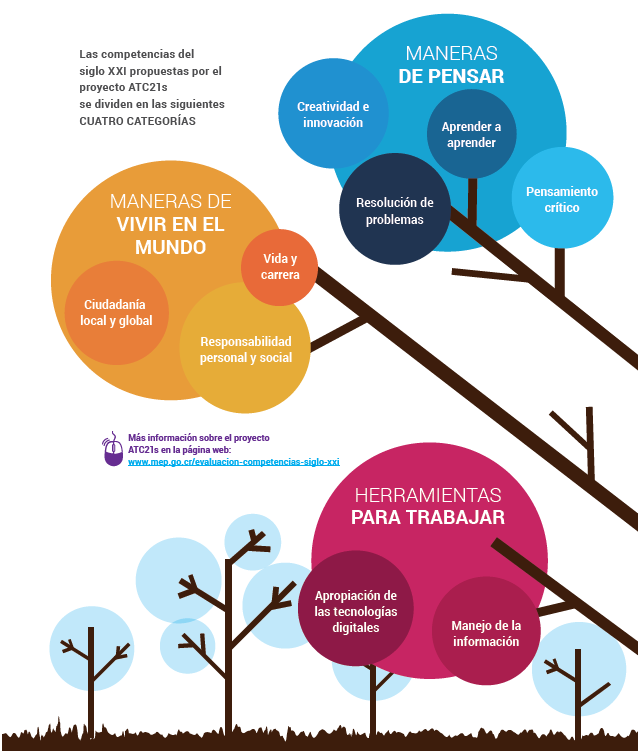 Las competencias del
siglo XXI propuestas por el
proyecto ATC21s
se dividen en las siguientes
CUATRO CATEGORÍAS
MANERAS
DE PENSAR
Creatividad e
innovación
Aprender a
aprender
Resolución de
problemas
Pensamiento
crítico
MANERAS DE
VIVIR EN EL
MUNDO
Vida y
carrera
Ciudadanía
local y global
Responsabilidad
personal y social
Más información sobre el proyecto
ATC21s en la página web:
www.mep.go.cr/evaluacion-competencias-siglo-xxi
HERRAMIENTAS
PARA TRABAJAR
Apropiación de
las tecnologías
digitales
Manejo de la
información